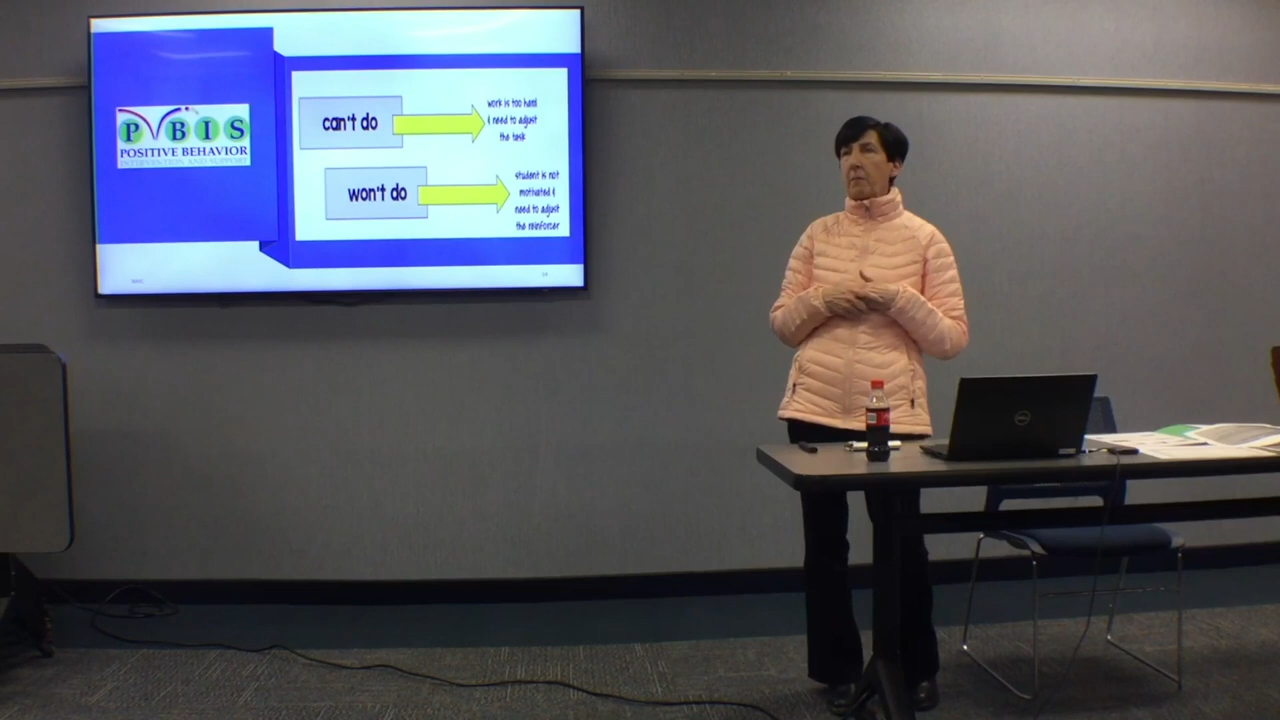 PBIS
POSITIVE BEHAVIOR
INTERVENTION AND SUPPORT
can't do
work is too hard
& need to adjust
the task
won't do
student is not
motivated &
need to adjust
the reinforcer
DELL